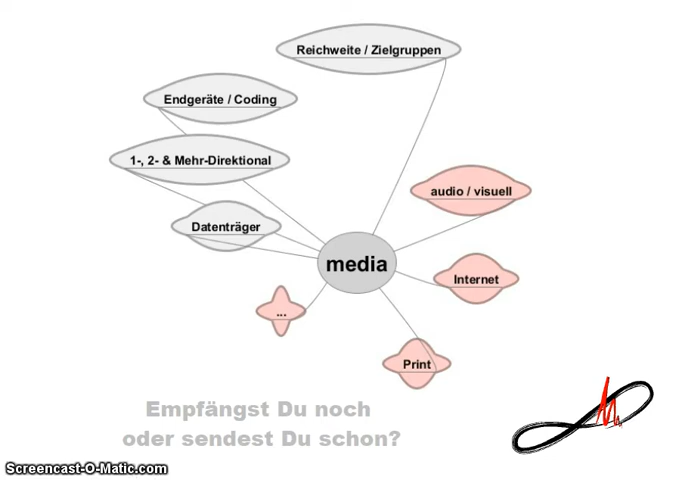 Reichweite / Zielgruppen
Endgeräte / Coding
1-, 2- & Mehr-Direktional
audio / visuell
Datenträger
media
Internet
...
Print
Empfängst Du noch
oder sendest Du schon?
Screencast-O-Matic.com